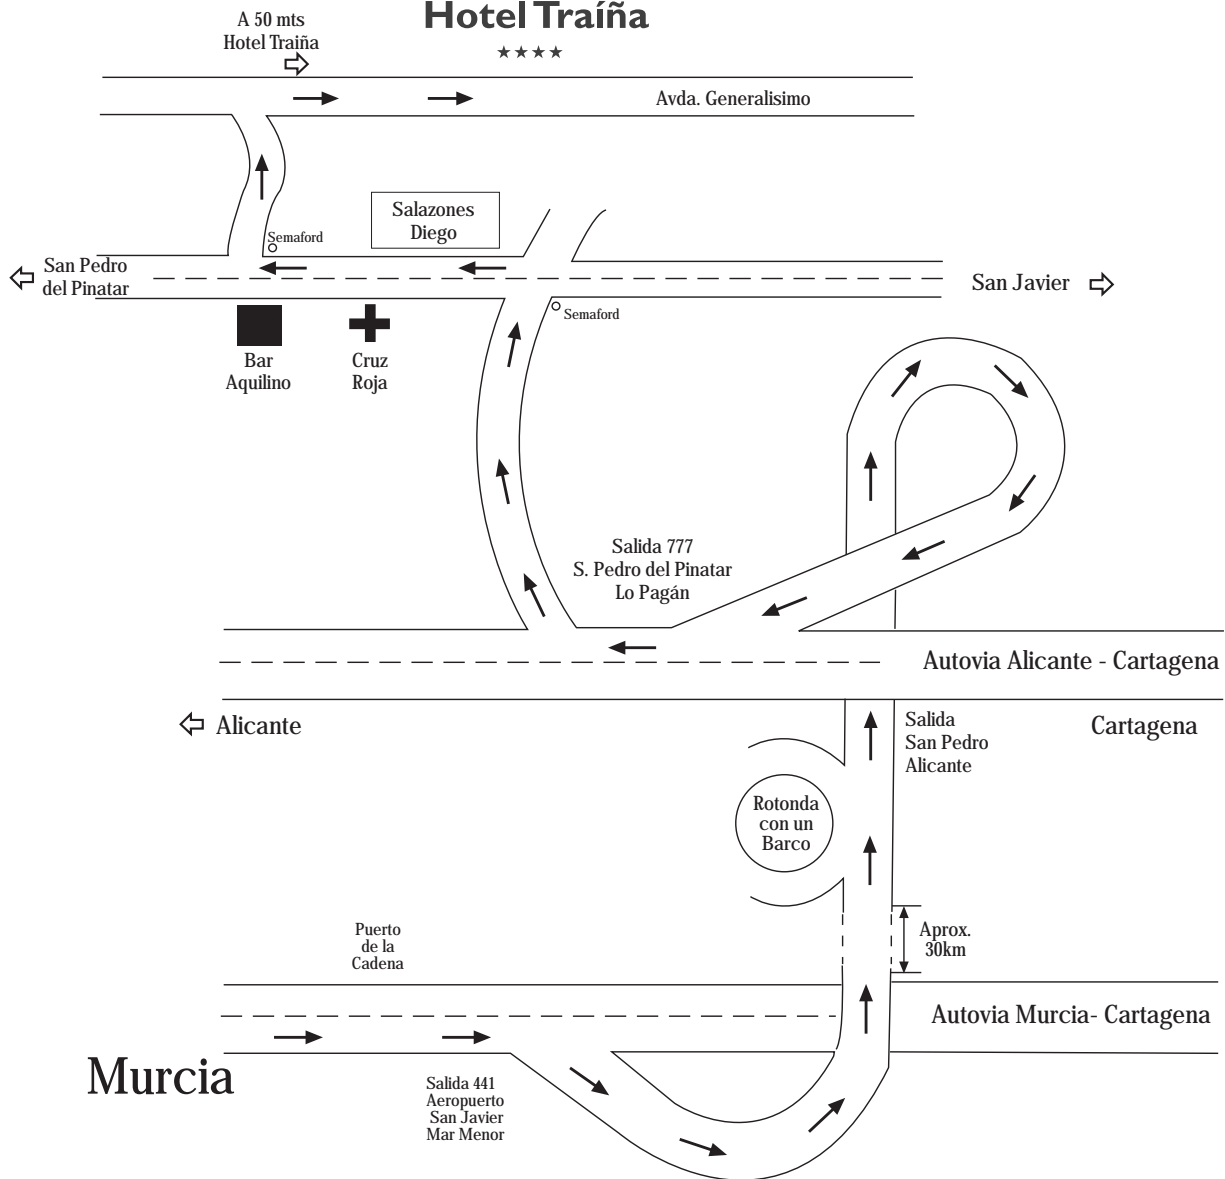 Hotel Traíña
★★★★
A 50 mts
Hotel Traiña
Avda. Generalisimo
Salazones
Diego
Semaford
San Pedro
del Pinatar
San Javier
Semaford
Bar
Aquilino
Cruz
Roja
Salida 777
S. Pedro del Pinatar
Lo Pagán
Autovia Alicante - Cartagena
Alicante
Salida
San Pedro
Alicante
Cartagena
Rotonda
con un
Barco
Puerto
de la
Cadena
Aprox.
30km
Autovia Murcia- Cartagena
Murcia
Salida 441
Aeropuerto
San Javier
Mar Menor